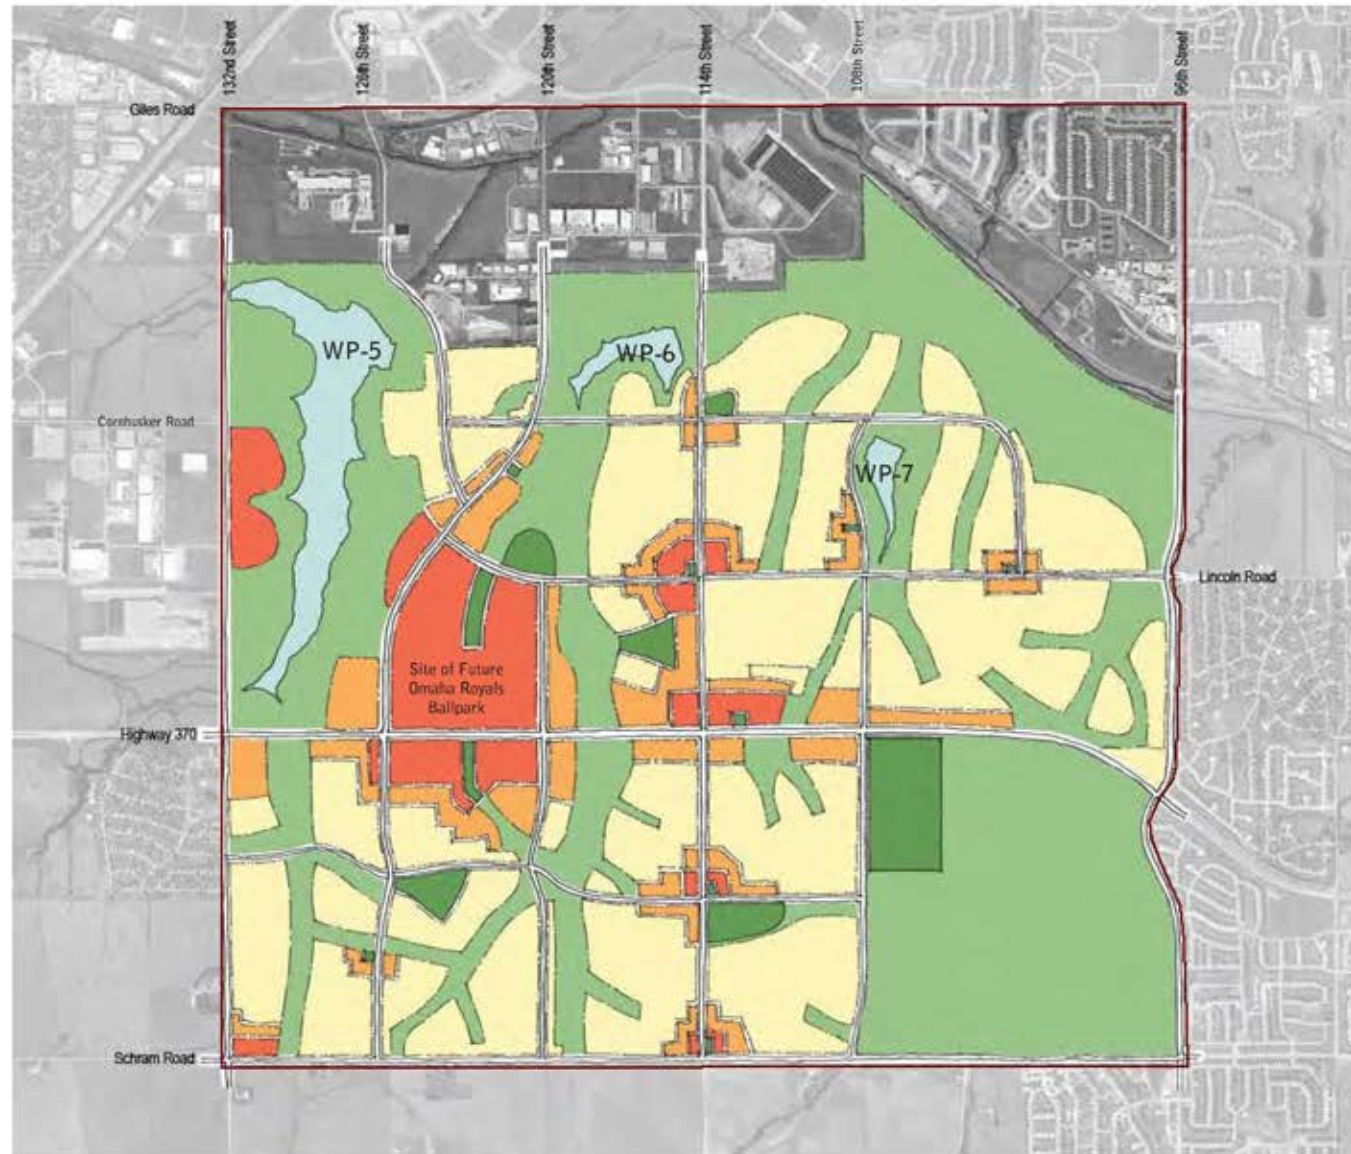 132nd Street
126th Street
120th Street
114th Street
108th Street
96th Street
Giles Road
WP-5
WP-6
Cornhusker Road
WP-7
Lincoln Road
Site of Future
Omaha Royals
Ballpark
Highway 370
Schram Road